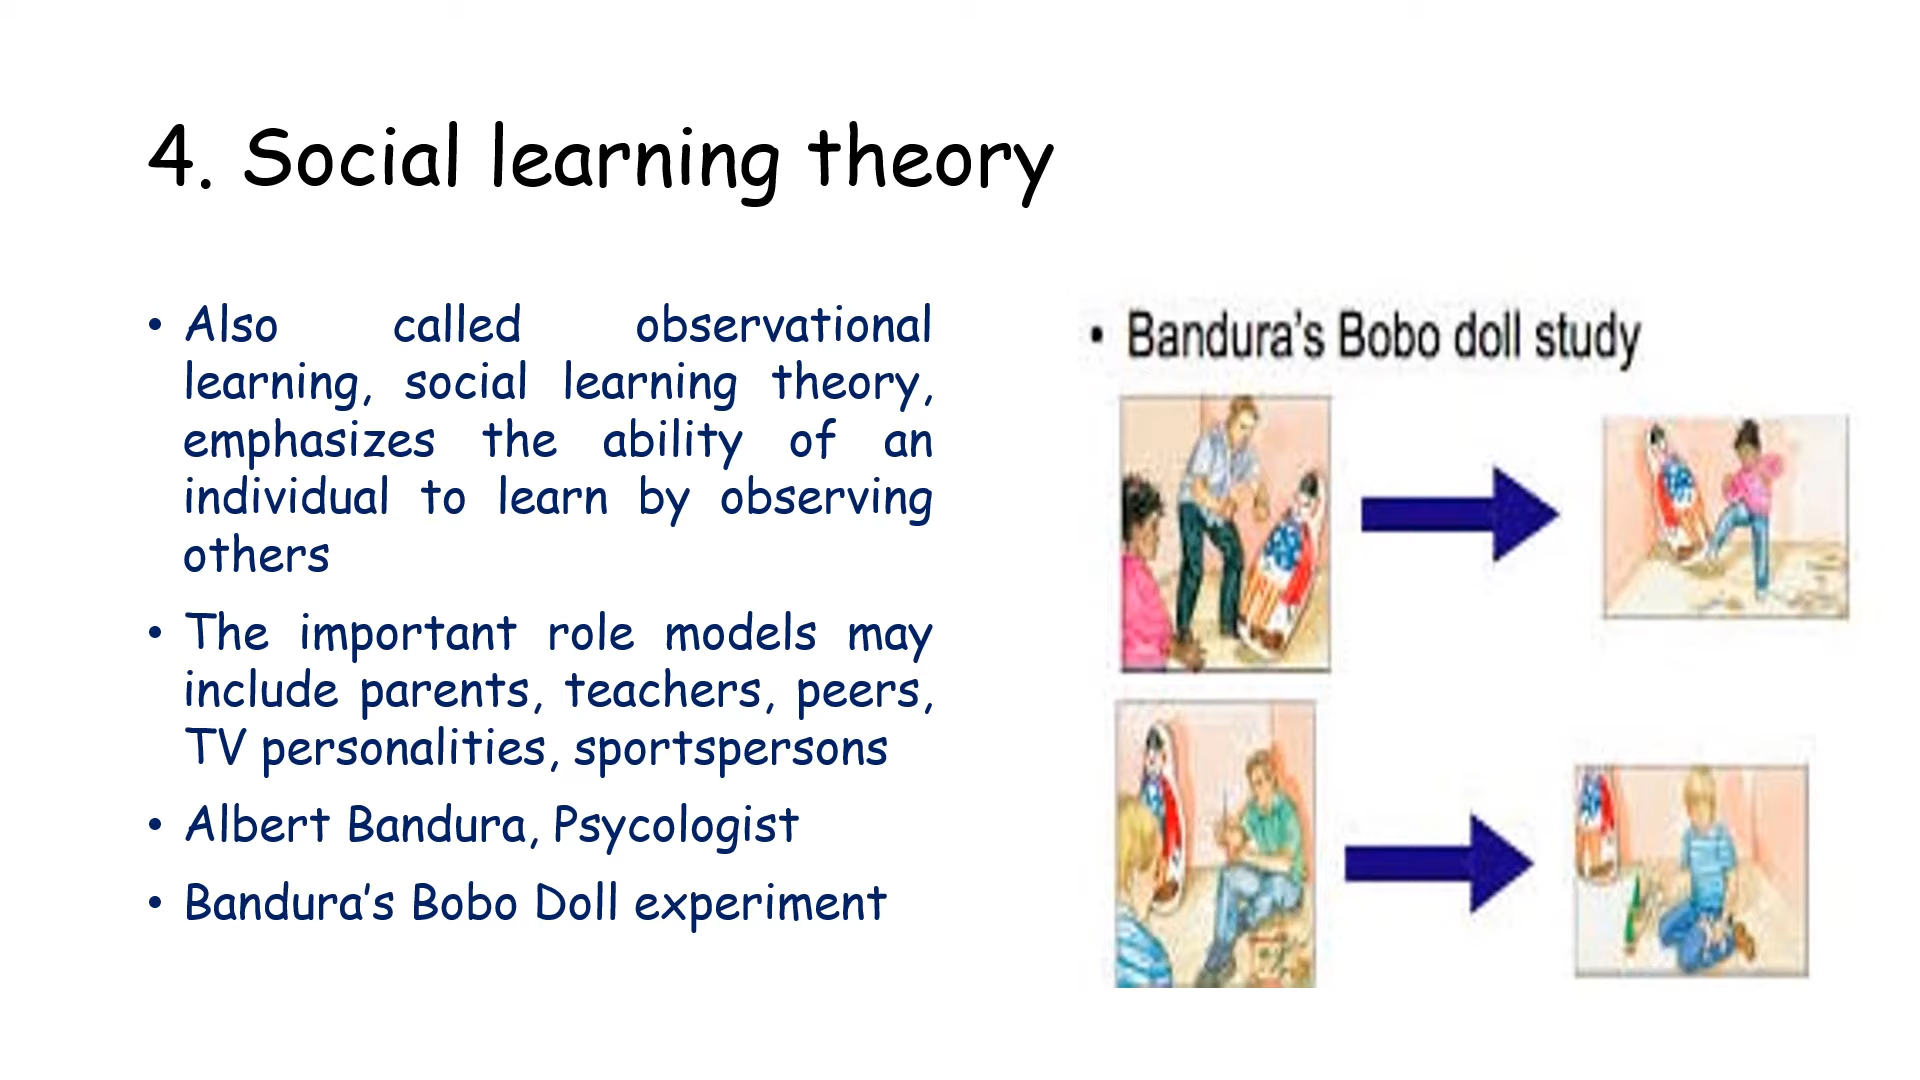 4. Social learning theory
• Also called observational
learning, social learning theory,
emphasizes the ability of an
individual to learn by observing
others
• The important role models may
include parents, teachers, peers,
TV personalities, sportspersons
• Albert Bandura, Psycologist
• Bandura’s Bobo Doll experiment
• Bandura’s Bobo doll study